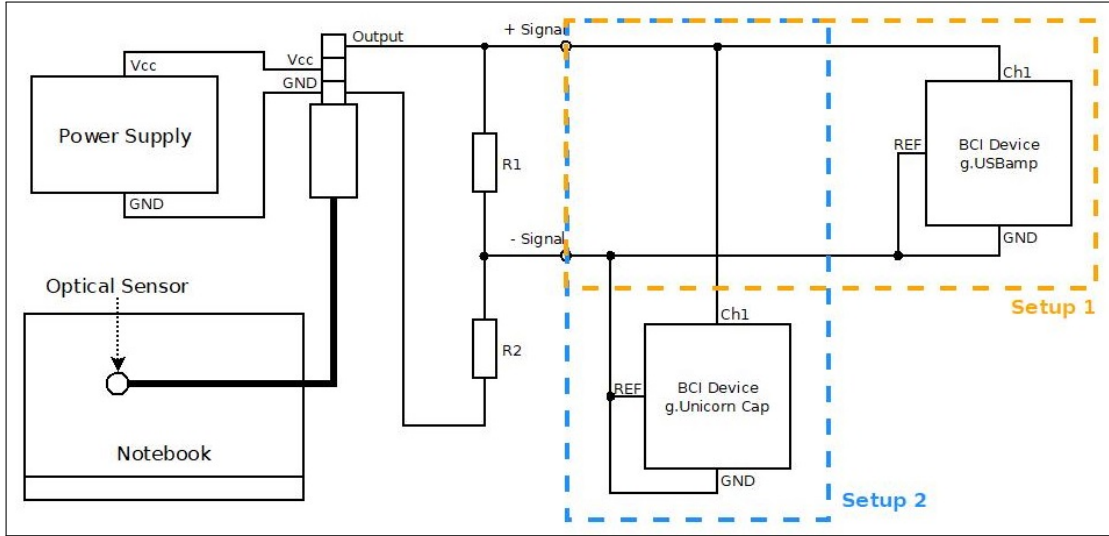 Output
+ Signal
Vcc
Vcc
GND
Ch1
Power Supply
BCI Device
g.USBamp
REF
R1
GND
- Signal
GND
Optical Sensor
Setup 1
Ch1
R2
BCI Device
g.Unicorn Cap
REF
Notebook
GND
Setup 2